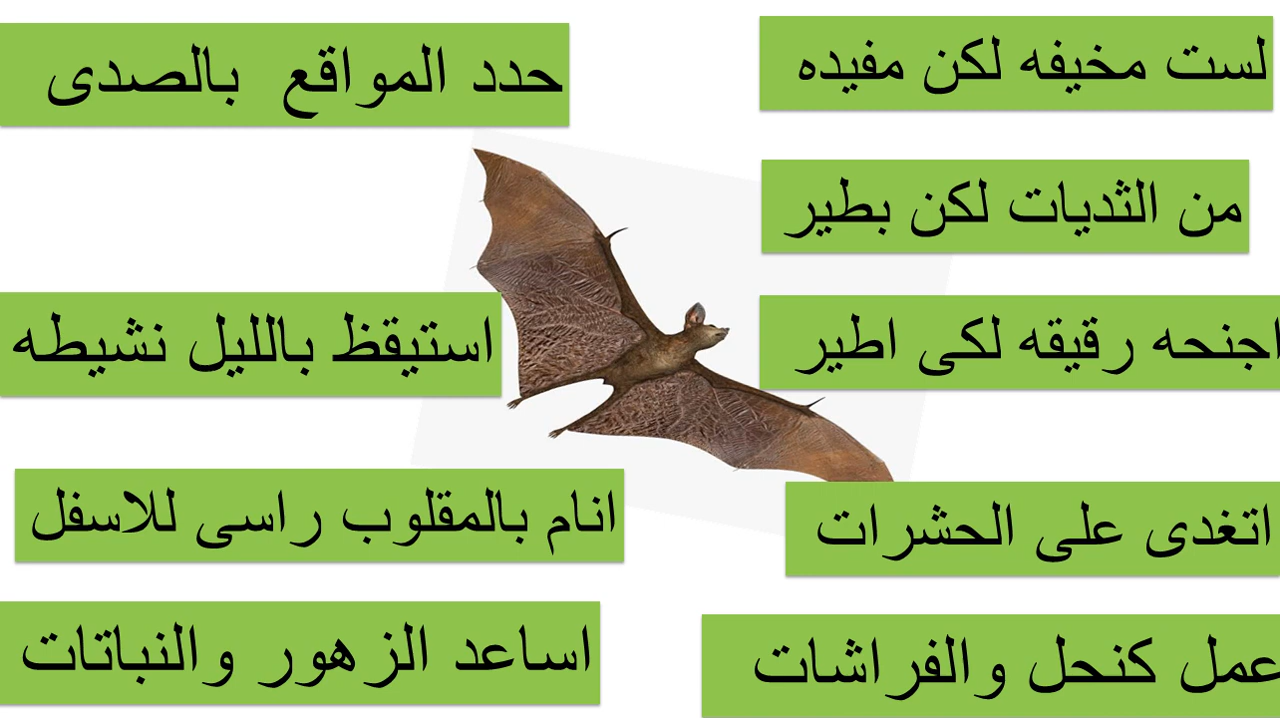 لست مخيفه لكن مفيده
من الثديات لكن بطير
اجنحه رقيقه لكى اطير
اتغدى على الحشرات
عمل كنحل والفراشات
حدد المواقع بالصدى
استيقظ بالليل نشيطه
انام بالمقلوب راسى للاسفل
اساعد الزهور والنباتات